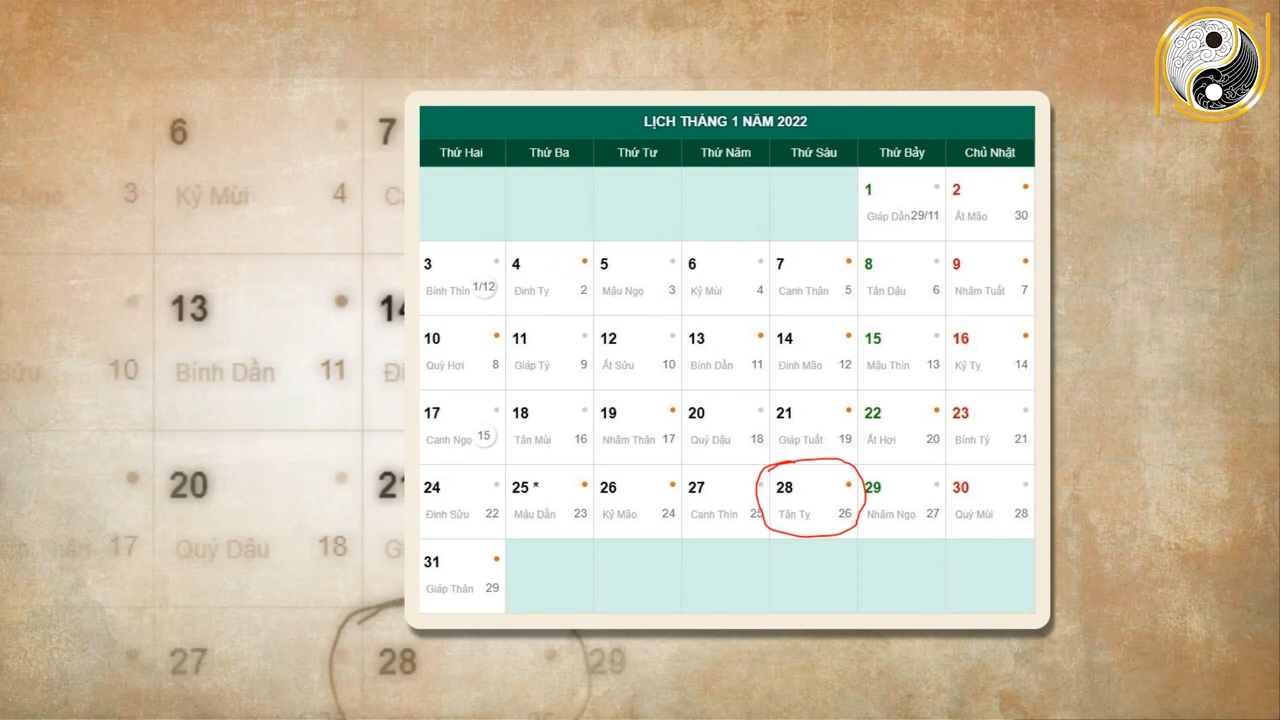 LỊCH THÁNG 1 NĂM 2022
Thứ Hai Thứ Ba Thứ Tư Thứ Năm Thứ Sáu Thứ Bảy Chủ Nhật
1 2
Giáp Dần 29/11 Ất Mão 30
3 4 5 6 7 8 9
Bính Thìn 1/12 Đinh Tỵ 2 Mậu Ngọ 3 Kỷ Mùi 4 Canh Thân 5 Tân Dậu 6 Nhâm Tuất 7
10 11 12 13 14 15 16
Quý Hợi 8 Giáp Tý 9 Ất Sửu 10 Bính Dần 11 Đinh Mão 12 Mậu Thìn 13 Kỷ Tỵ 14
17 18 19 20 21 22 23
Canh Ngọ 15 Tân Mùi 16 Nhâm Thân 17 Quý Dậu 18 Giáp Tuất 19 Ất Hợi 20 Bính Tý 21
24 25 * 26 27 28 29 30
Đinh Sửu 22 Mậu Dần 23 Kỷ Mão 24 Canh Thìn 25 Tân Tỵ 26 Nhâm Ngọ 27 Quý Mùi 28
31
Giáp Thân 29
6 7
3 Kỷ Mùi 4
13 14
10 Bính Dần 11
20 21
17 Quý Dậu 18
27 28 29